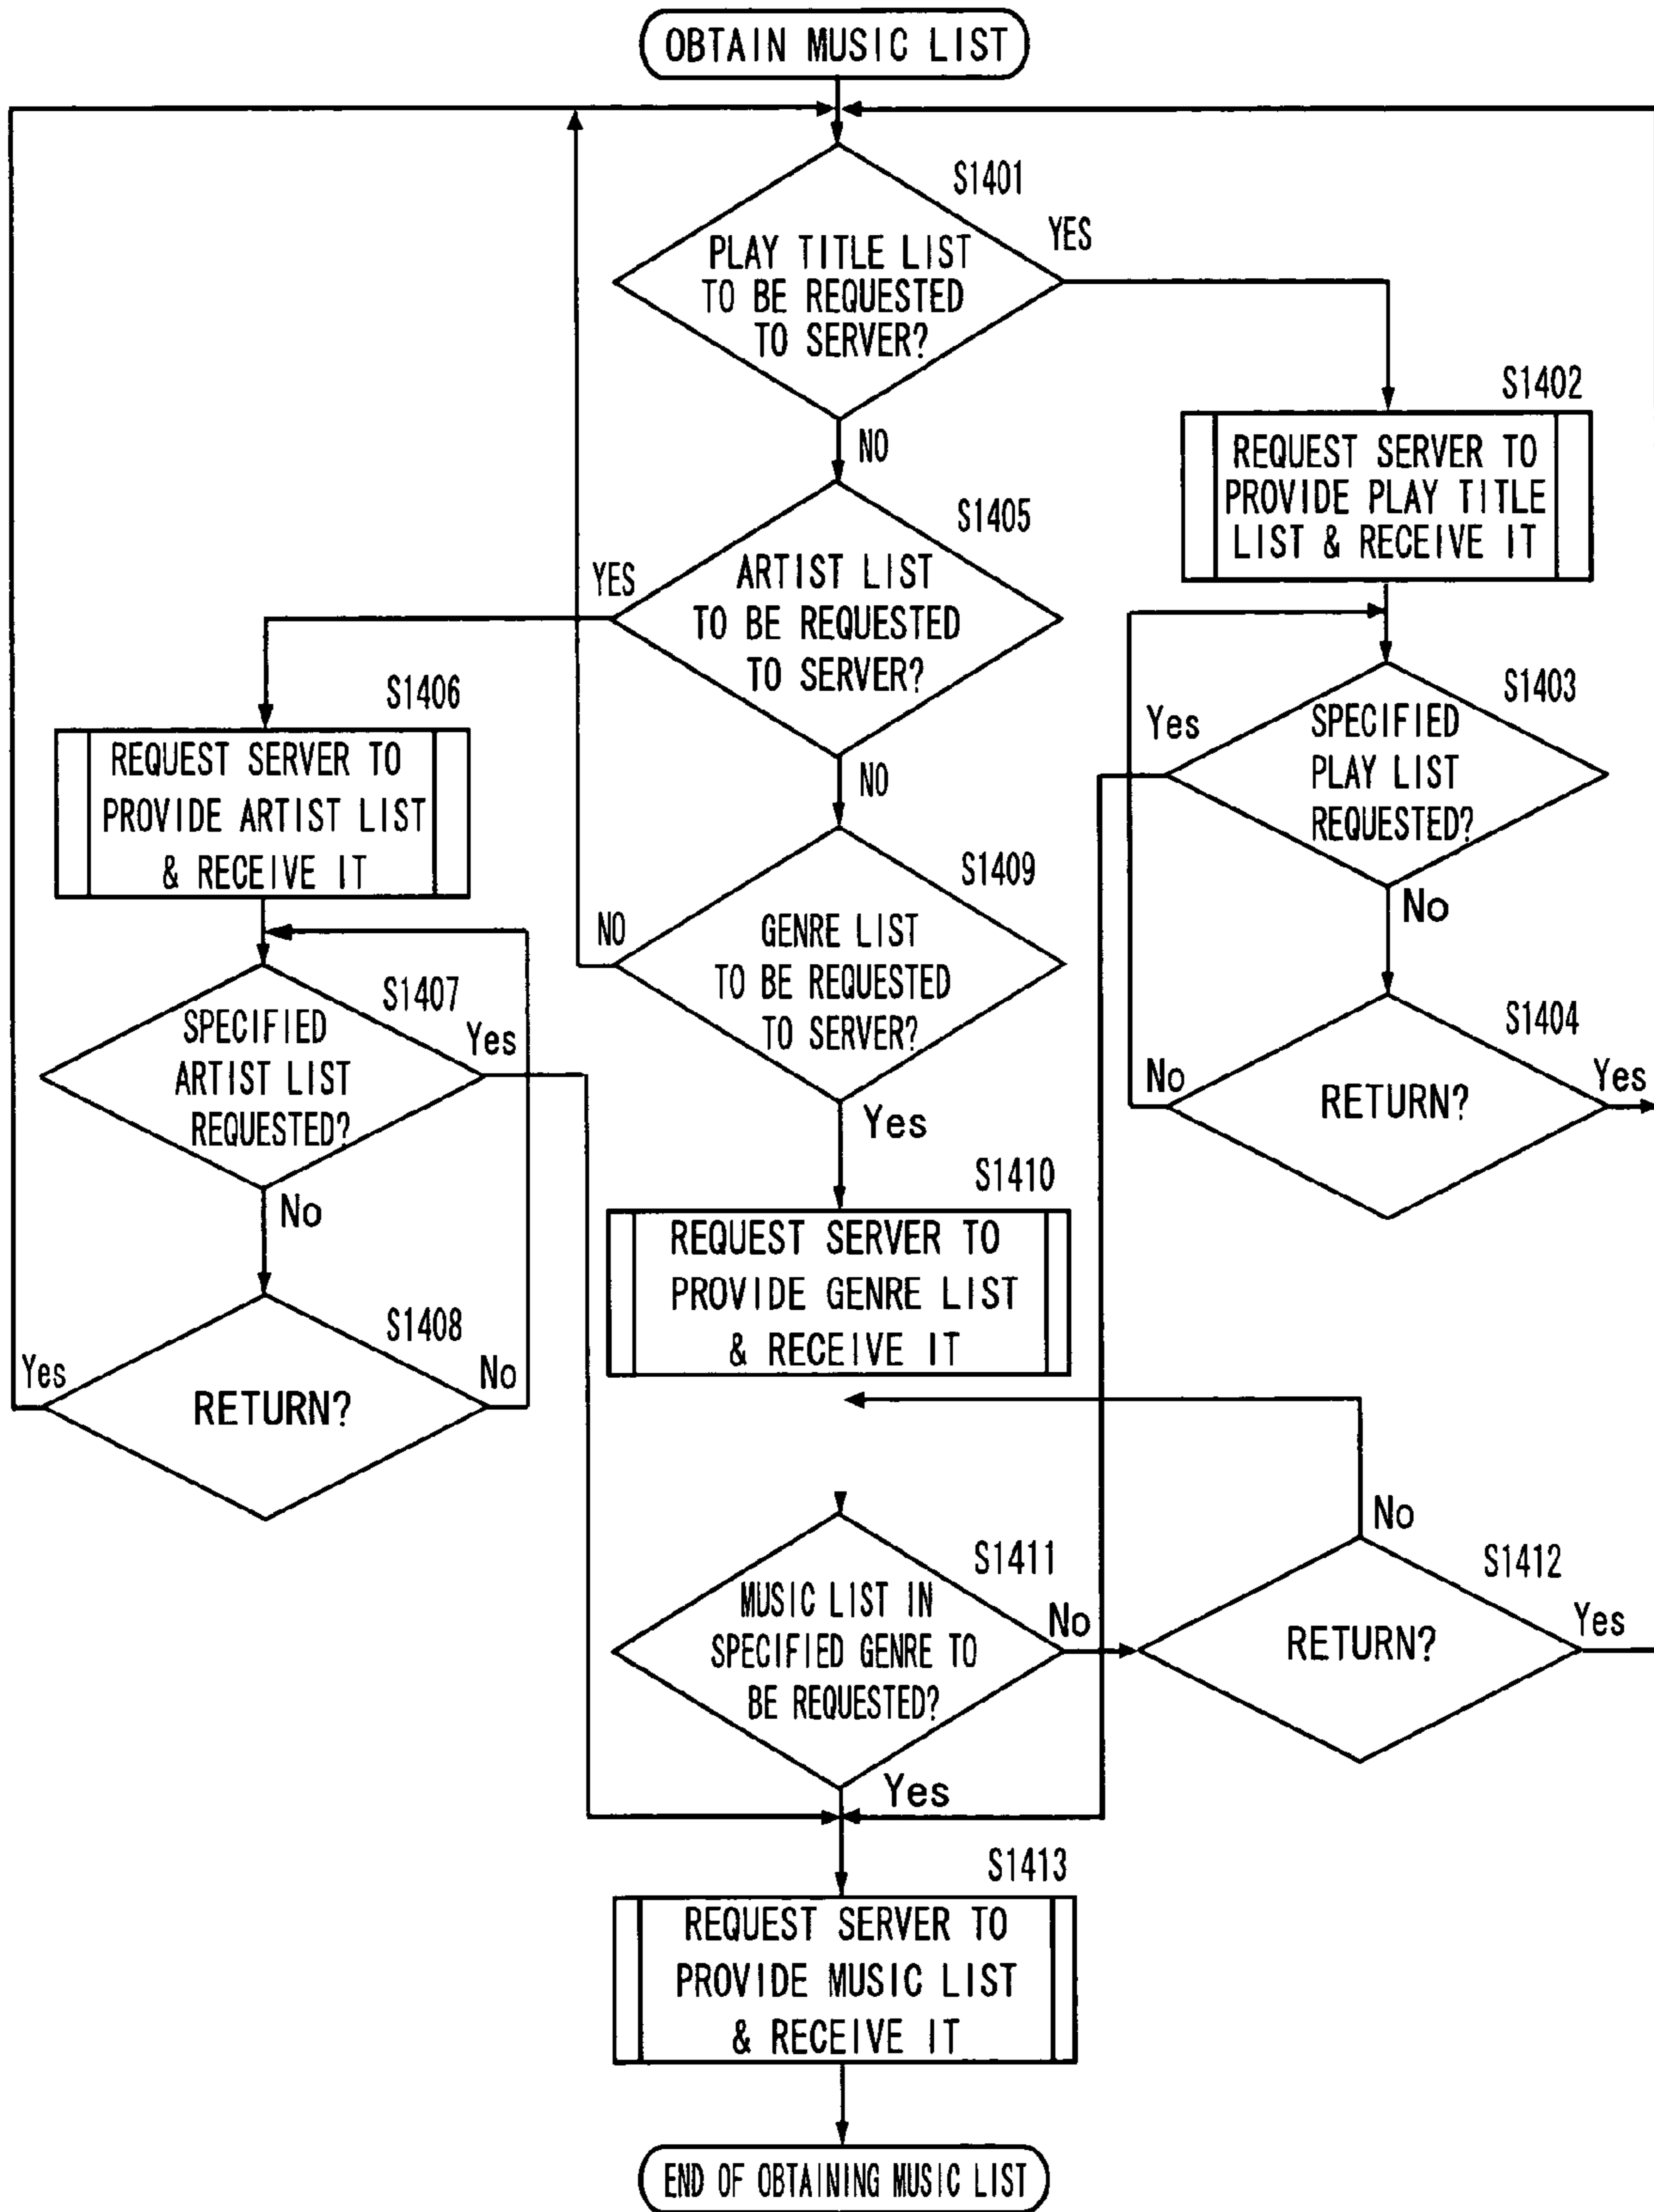 OBTAIN MUSIC LIST
S1401
PLAY TITLE LIST
TO BE REQUESTED
TO SERVER?
YES
NO
S1402
REQUEST SERVER TO
PROVIDE PLAY TITLE
LIST & RECEIVE IT
S1405
ARTIST LIST
TO BE REQUESTED
TO SERVER?
YES
NO
S1403
SPECIFIED
PLAY LIST
REQUESTED?
Yes
No
S1406
REQUEST SERVER TO
PROVIDE ARTIST LIST
& RECEIVE IT
S1409
GENRE LIST
TO BE REQUESTED
TO SERVER?
NO
Yes
S1404
RETURN?
No
Yes
S1407
SPECIFIED
ARTIST LIST
REQUESTED?
Yes
No
S1410
REQUEST SERVER TO
PROVIDE GENRE LIST
& RECEIVE IT
S1408
RETURN?
Yes
No
S1411
MUSIC LIST IN
SPECIFIED GENRE TO
BE REQUESTED?
No
Yes
S1412
RETURN?
No
Yes
S1413
REQUEST SERVER TO
PROVIDE MUSIC LIST
& RECEIVE IT
END OF OBTAINING MUSIC LIST